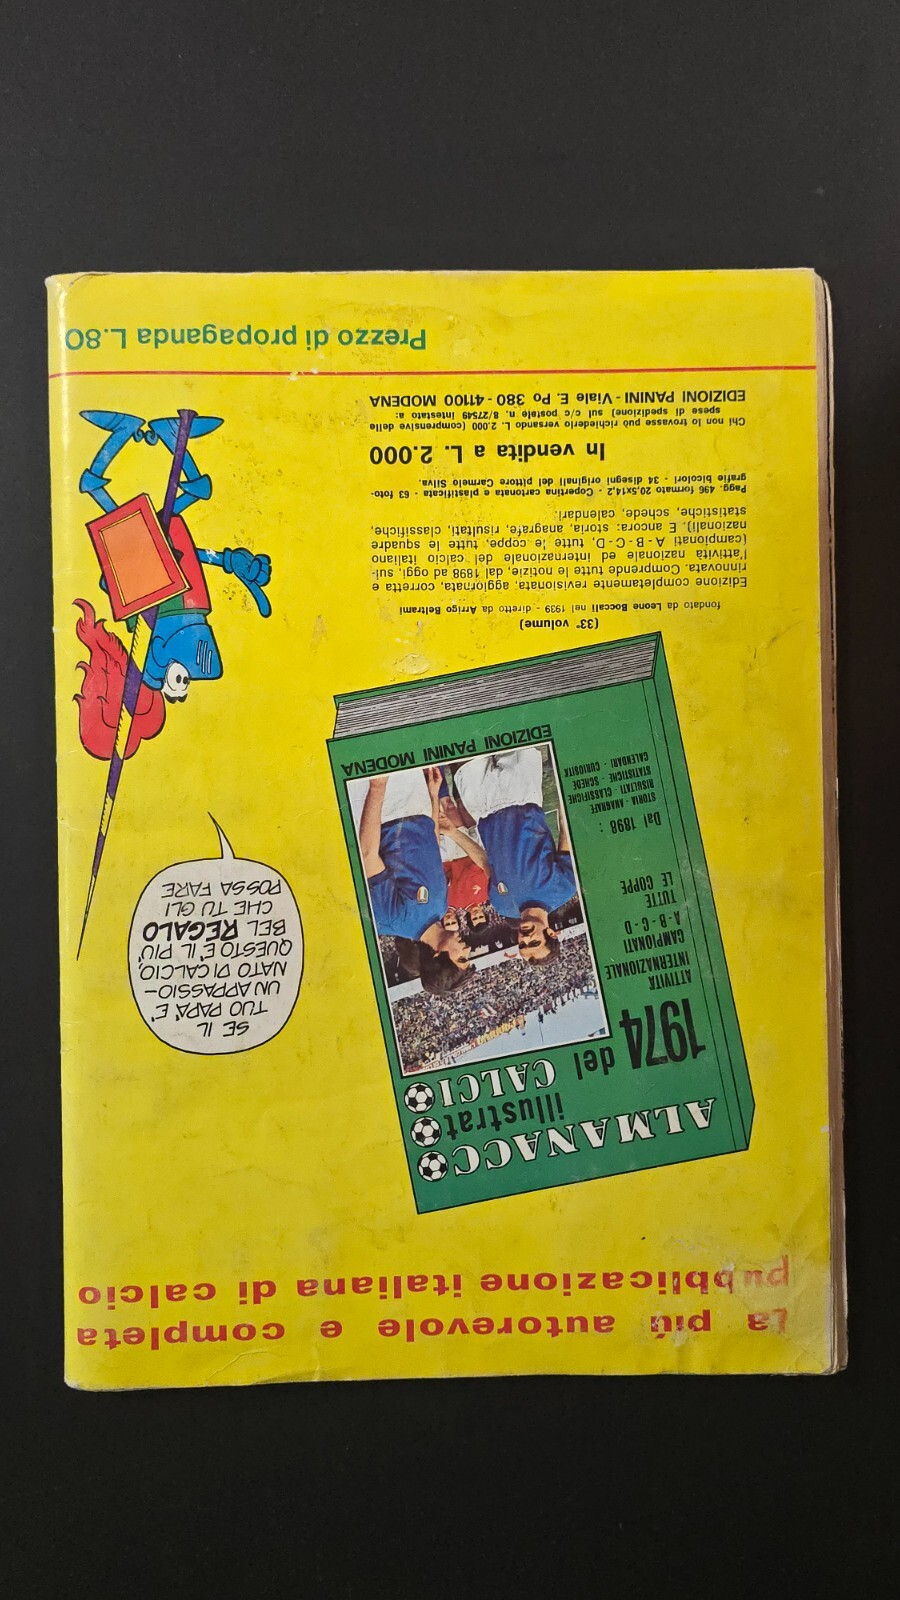 La più autorevole e completa
pubblicazione italiana di calcio
ALMANACCO
illustrato
1974 del CALCIO
ATTIVITÀ
INTERNAZIONALE
CAMPIONATI
A - B - C - D
TUTTE
LE COPPE
Dal 1898 :
STORIA - ANAGRAFE
RISULTATI - CLASSIFICHE
STATISTICHE - SCHEDE
CALENDARI - CURIOSITÀ
EDIZIONI PANINI MODENA
SE IL
TUO PAPA' E'
UN APPASSIO-
NATO DI CALCIO,
QUESTO E' IL PIU'
BEL REGALO
CHE TU GLI
POSSA FARE
(33° volume)
fondato da Leone Boccali nel 1939 - diretto da Arrigo Beltrami
Edizione completamente revisionata, aggiornata, corretta e
rinnovata. Comprende tutte le notizie, dal 1898 ad oggi, sul-
l'attività nazionale ed internazionale del calcio italiano
(campionati A - B - C - D, tutte le coppe, tutte le squadre
nazionali). E ancora: storia, anagrafe, risultati, classifiche,
statistiche, schede, calendari.
Pagg. 496 formato 20,5x14,2 - Copertina cartonata e plastificata - 63 foto-
grafie bicolori - 34 disegni originali del pittore Carmelo Silva.
In vendita a L. 2.000
Chi non lo trovasse può richiederlo versando L. 2.000 (comprensive delle
spese di spedizione) sul c/c postale n. 8/27549 intestato a:
EDIZIONI PANINI - Viale E. Po 380 - 41100 MODENA
Prezzo di propaganda L.80